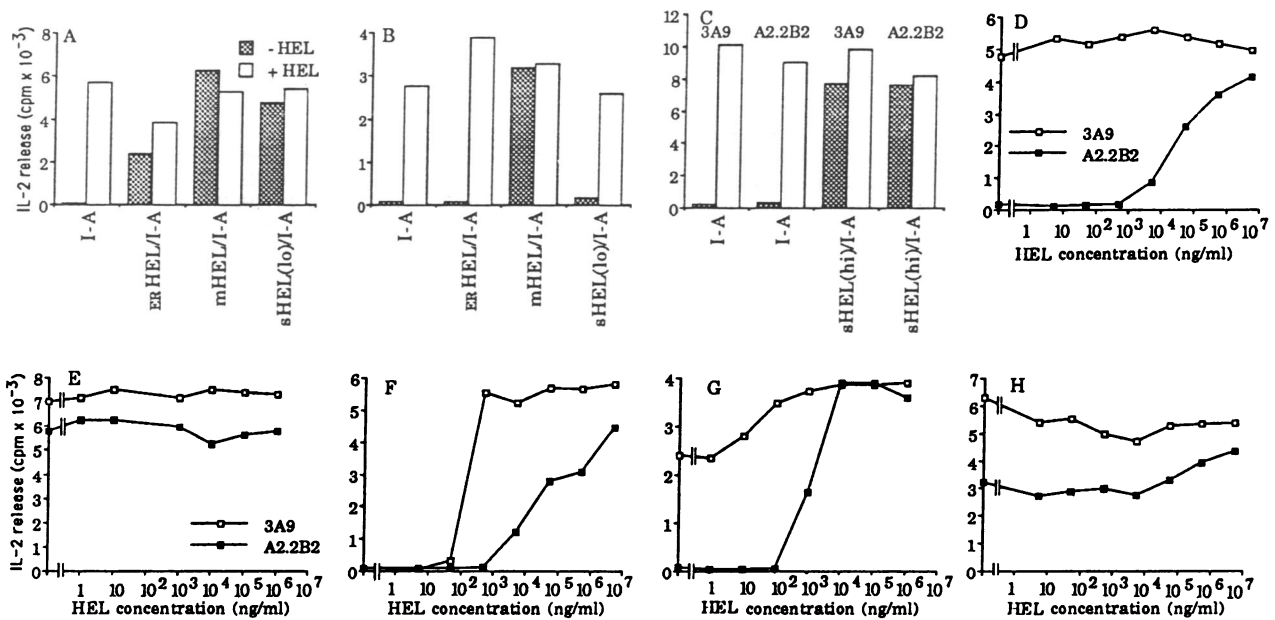 A
- HEL
+ HEL
IL-2 release (cpm x 10⁻³)
8
6
4
2
0
I-A
ER HEL/I-A
mHEL/I-A
sHEL(lo)/I-A
B
4
3
2
1
0
I-A
ER HEL/I-A
mHEL/I-A
sHEL(lo)/I-A
C
3A9 A2.2B2 3A9 A2.2B2
12
10
8
6
4
2
0
I-A
I-A
sHEL(hi)/I-A
sHEL(hi)/I-A
D
6
5
4
3
2
1
0
3A9
A2.2B2
1 10 10² 10³ 10⁴ 10⁵ 10⁶ 10⁷
HEL concentration (ng/ml)
E
IL-2 release (cpm x 10⁻³)
8
7
6
5
4
3
2
1
0
3A9
A2.2B2
1 10 10² 10³ 10⁴ 10⁵ 10⁶ 10⁷
HEL concentration (ng/ml)
F
6
5
4
3
2
1
0
1 10 10² 10³ 10⁴ 10⁵ 10⁶ 10⁷
HEL concentration (ng/ml)
G
4
3
2
1
0
1 10 10² 10³ 10⁴ 10⁵ 10⁶ 10⁷
HEL concentration (ng/ml)
H
7
6
5
4
3
2
1
0
1 10 10² 10³ 10⁴ 10⁵ 10⁶ 10⁷
HEL concentration (ng/ml)